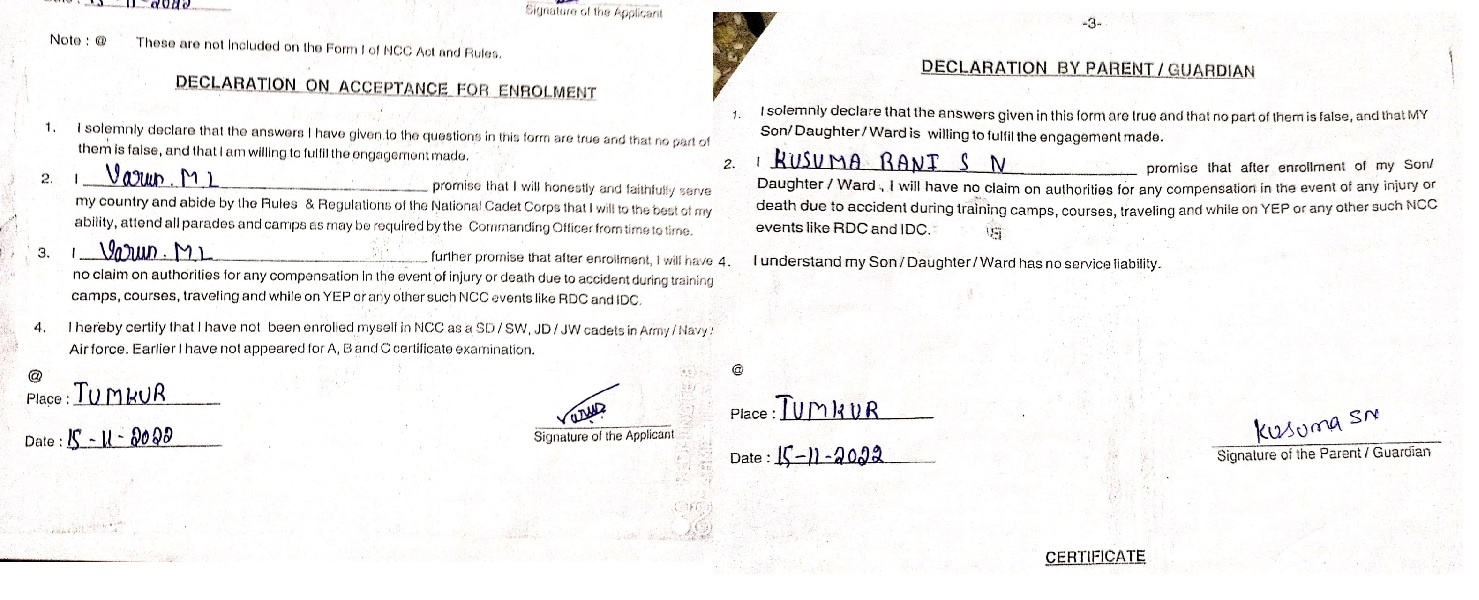 Date : 15-11-2022
Signature of the Applicant
Note : @ These are not Included on the Form I of NCC Act and Rules.
DECLARATION ON ACCEPTANCE FOR ENROLMENT
1. I solemnly declare that the answers I have given to the questions in this form are true and that no part of
them is false, and that I am willing to fulfil the engagement made.
2. I Varun. M L promise that I will honestly and faithfully serve
my country and abide by the Rules & Regulations of the National Cadet Corps that I will to the best of my
ability, attend all parades and camps as may be required by the Commanding Officer from time to time.
3. I Varun. M L further promise that after enrollment, I will have
no claim on authorities for any compensation In the event of injury or death due to accident during training
camps, courses, traveling and while on YEP or any other such NCC events like RDC and IDC.
4. I hereby certify that I have not been enrolled myself in NCC as a SD / SW, JD / JW cadets in Army / Navy /
Air force. Earlier I have not appeared for A, B and C certificate examination.
@
Place : TUMKUR
Date : 15-11-2022
Varun
Signature of the Applicant
-3-
DECLARATION BY PARENT / GUARDIAN
1. I solemnly declare that the answers given in this form are true and that no part of them is false, and that MY
Son/ Daughter / Ward is willing to fulfil the engagement made.
2. I KUSUMA RANI S N promise that after enrollment of my Son/
Daughter / Ward , I will have no claim on authorities for any compensation in the event of any injury or
death due to accident during training camps, courses, traveling and while on YEP or any other such NCC
events like RDC and IDC.
4. I understand my Son / Daughter / Ward has no service liability.
@
Place : TUMKUR
Date : 15-11-2022
Kusuma SN
Signature of the Parent / Guardian
CERTIFICATE